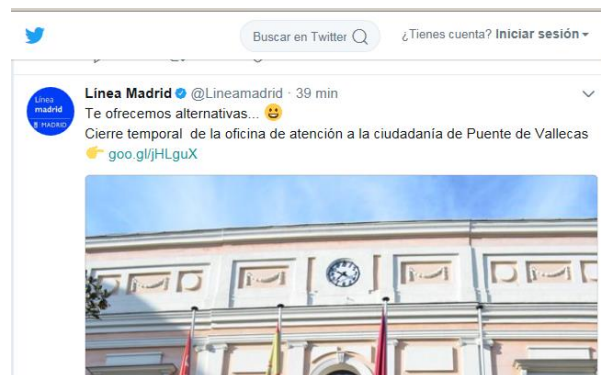 Buscar en Twitter ¿Tienes cuenta? Iniciar sesión
Línea Madrid @Lineamadrid · 39 min
Línea
madrid
MADRID
Te ofrecemos alternativas... 😀
Cierre temporal de la oficina de atención a la ciudadanía de Puente de Vallecas
👉 goo.gl/jHLguX